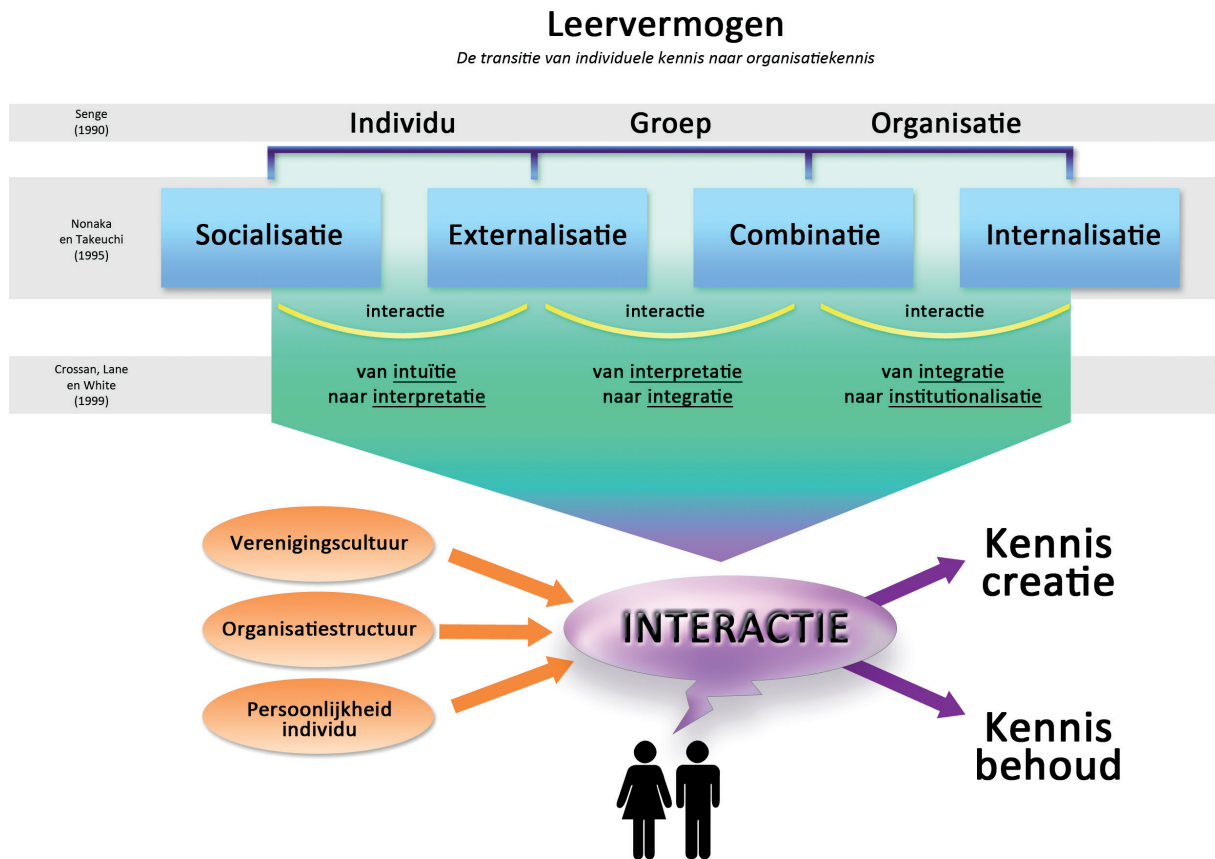 Leervermogen
De transitie van individuele kennis naar organisatiekennis
Senge
(1990)
Individu
Groep
Organisatie
Nonaka
en Takeuchi
(1995)
Socialisatie
Externalisatie
Combinatie
Internalisatie
interactie
interactie
interactie
Crossan, Lane
en White
(1999)
van intuïtie
naar interpretatie
van interpretatie
naar integratie
van integratie
naar institutionalisatie
Verenigingscultuur
Organisatiestructuur
Persoonlijkheid
individu
INTERACTIE
Kennis
creatie
Kennis
behoud